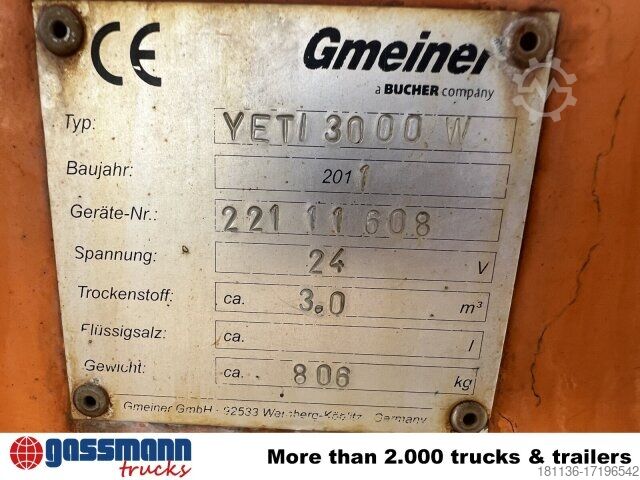 CE
Gmeiner
a BUCHER company
Typ: YETI 3000 W
Baujahr: 2011
Geräte-Nr.: 221 11 608
Spannung: 24 V
Trockenstoff: ca. 3.0 m³
Flüssigsalz: ca. l
Gewicht: ca. 806 kg
Gmeiner GmbH · 92533 Wernberg-Köblitz · Germany
gassmann
trucks
More than 2.000 trucks & trailers
181136-17196542